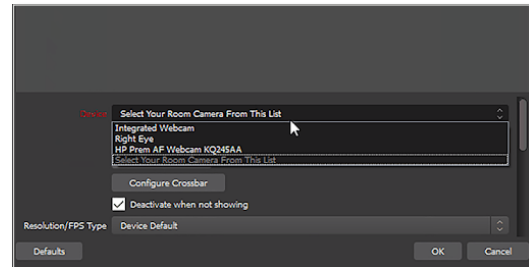 Device Select Your Room Camera From This List
Integrated Webcam
Right Eye
HP Prem AF Webcam KQ245AA
Select Your Room Camera From This List
Configure Crossbar
Deactivate when not showing
Resolution/FPS Type Device Default
Defaults OK Cancel